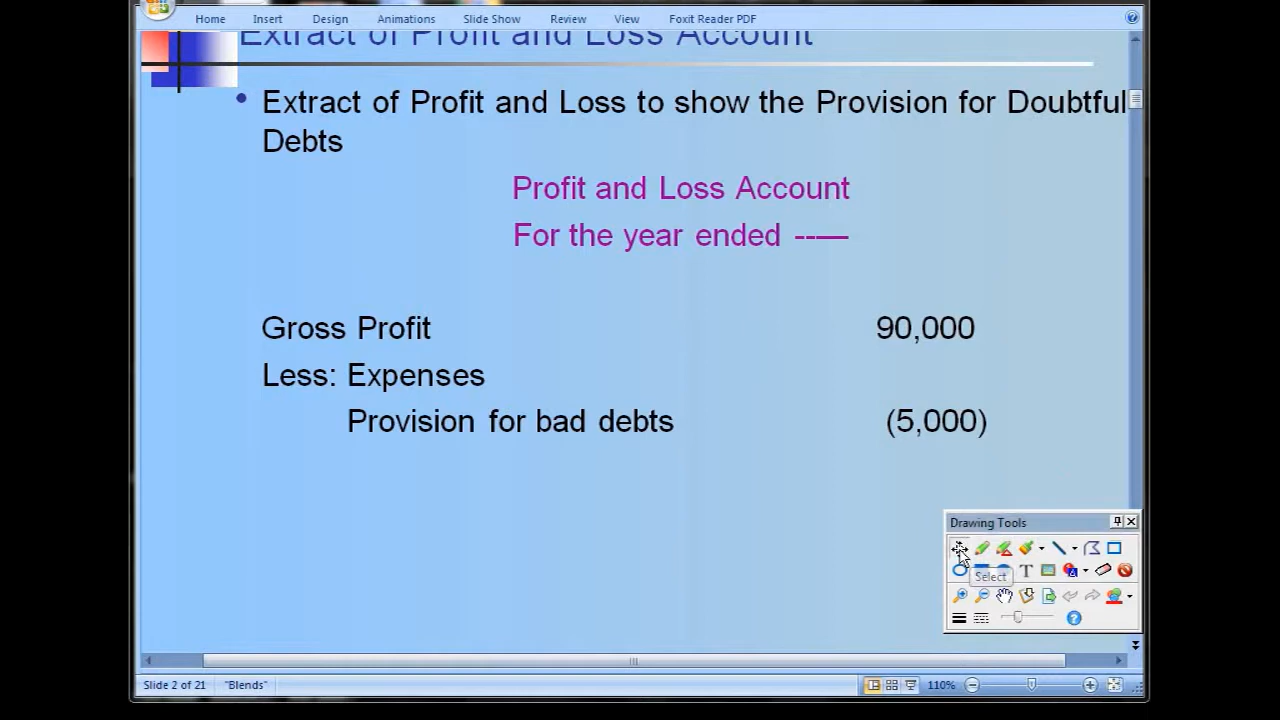 Home Insert Design Animations Slide Show Review View Foxit Reader PDF
Extract of Profit and Loss Account
• Extract of Profit and Loss to show the Provision for Doubtful
Debts
Profit and Loss Account
For the year ended -----
Gross Profit 90,000
Less: Expenses
Provision for bad debts (5,000)
Drawing Tools
Select
Slide 2 of 21 "Blends" 110%